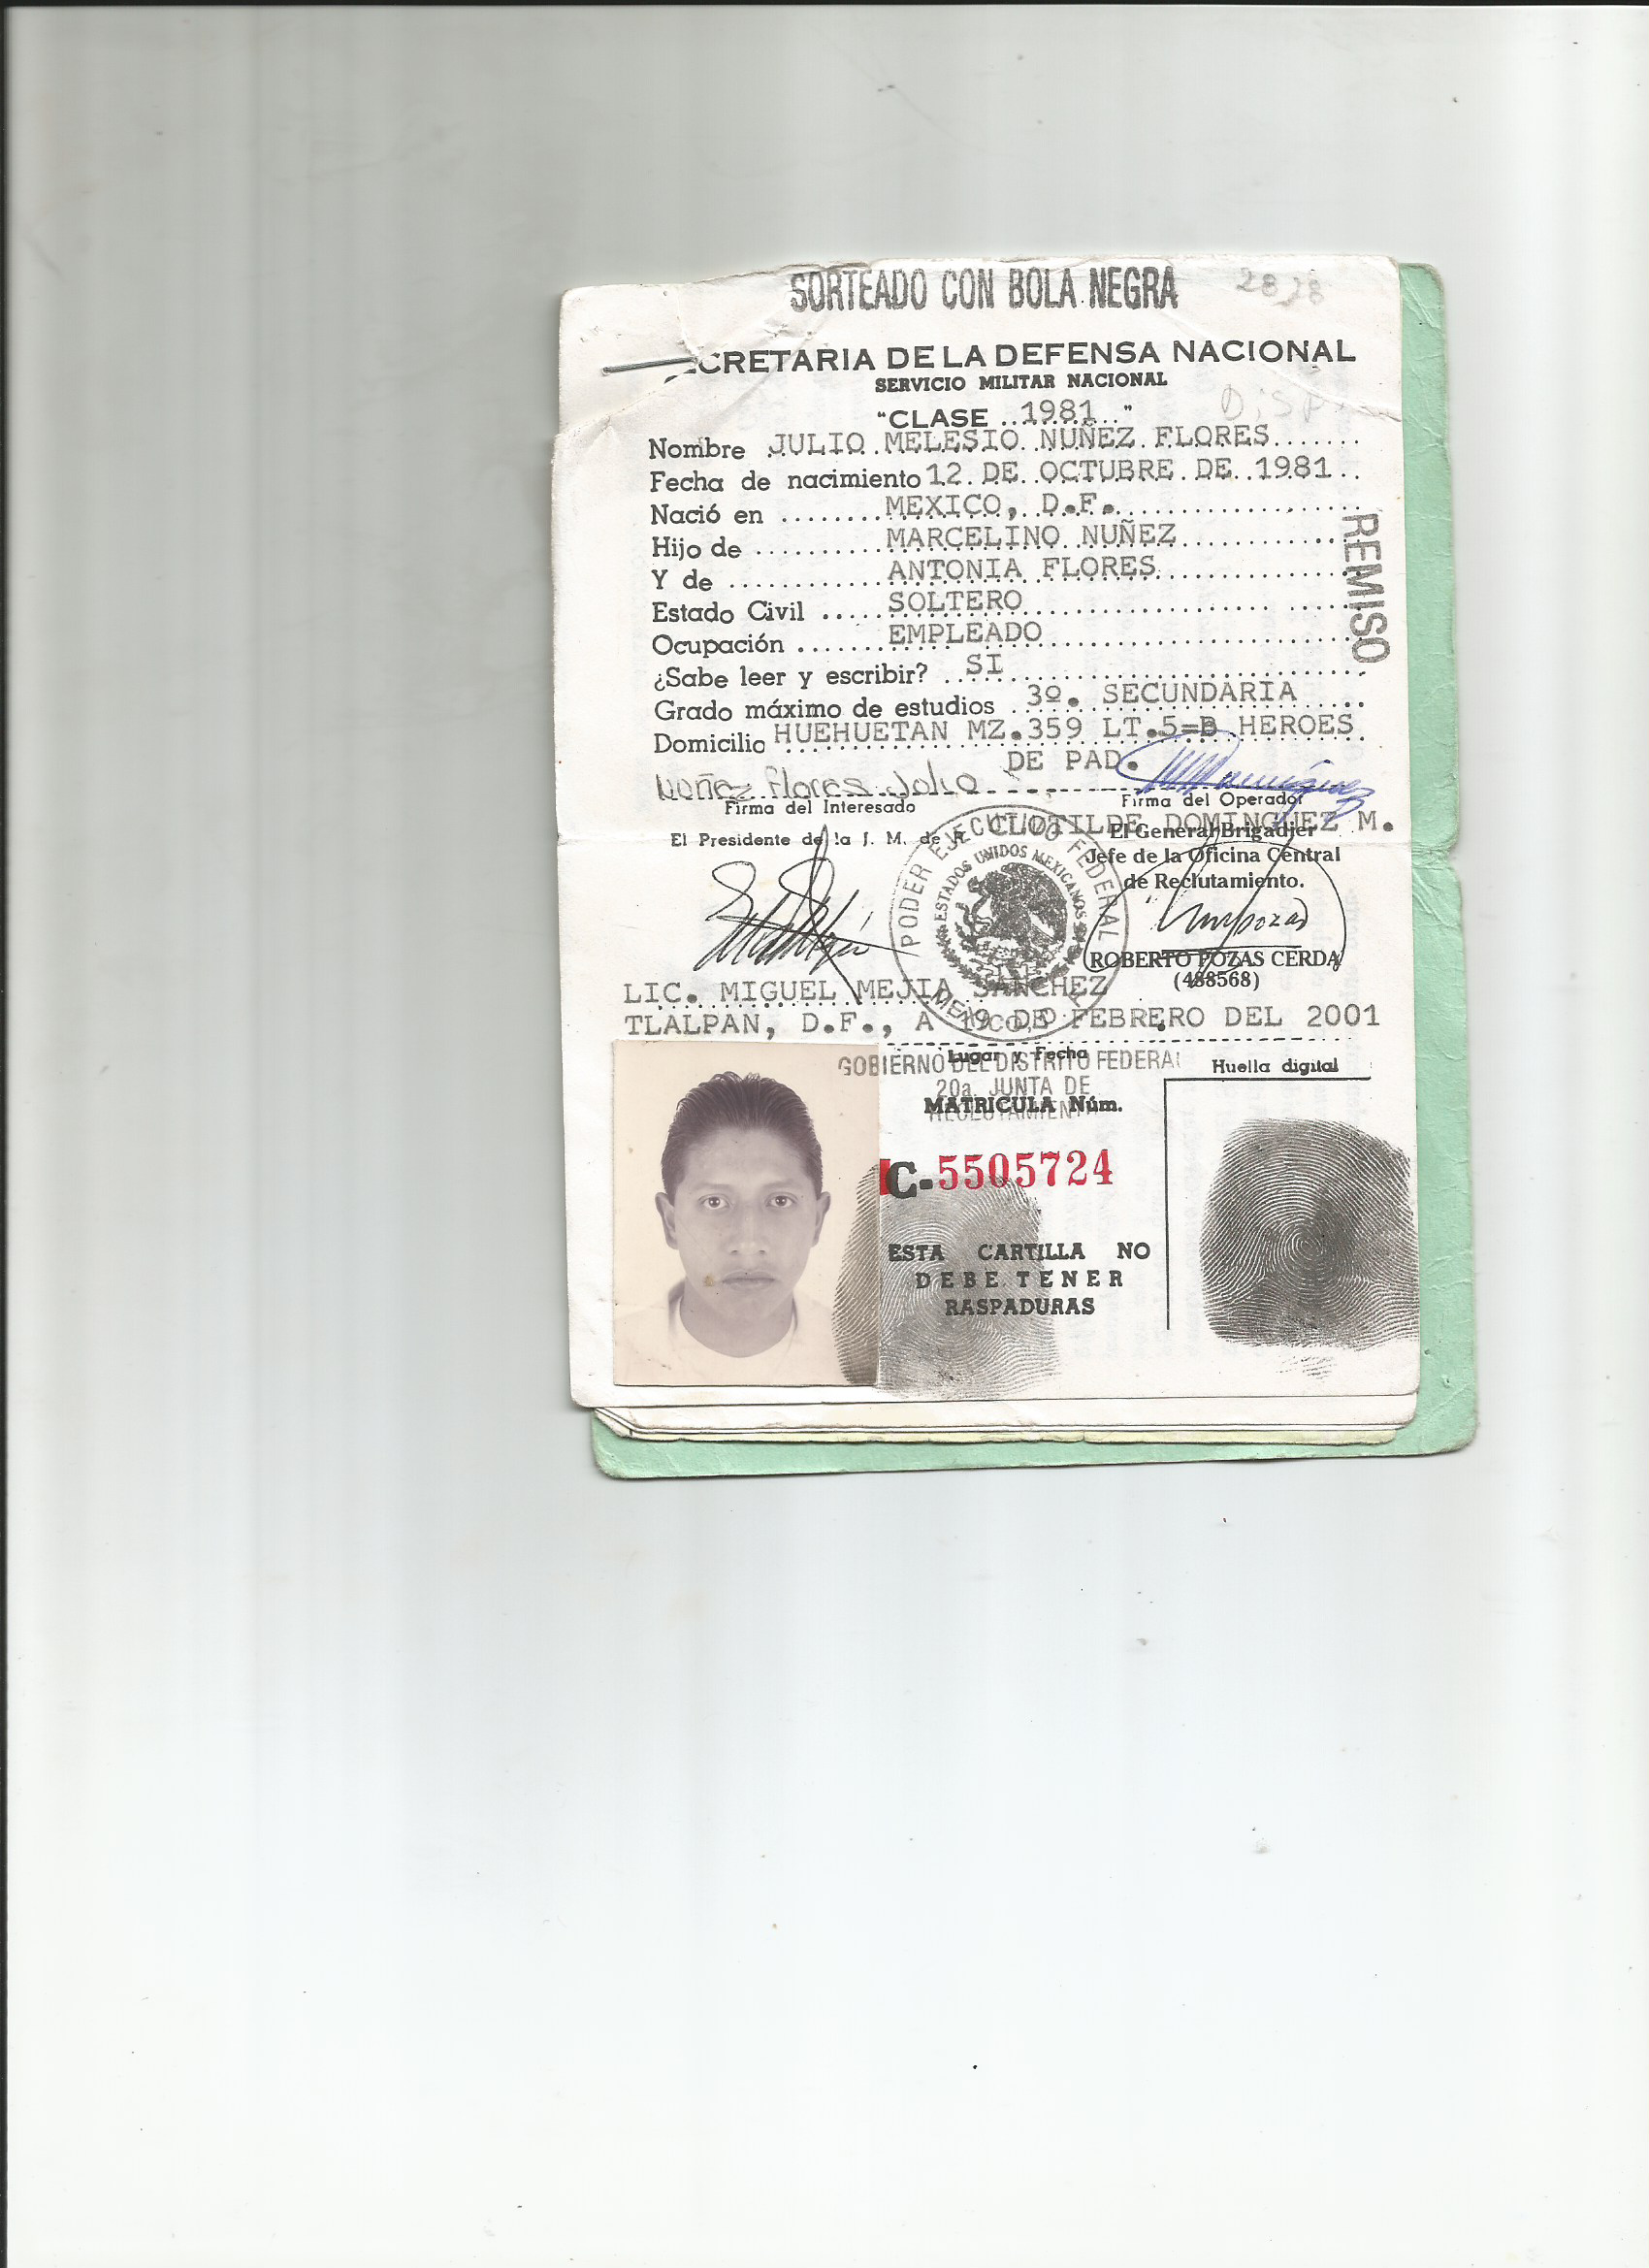 SORTEADO CON BOLA NEGRA
2828
CRETARIA DE LA DEFENSA NACIONAL
SERVICIO MILITAR NACIONAL
"CLASE 1981"
DiSP
Nombre JULIO MELESIO NUÑEZ FLORES
Fecha de nacimiento 12 DE OCTUBRE DE 1981
Nació en MEXICO, D.F.
Hijo de MARCELINO NUÑEZ
Y de ANTONIA FLORES
Estado Civil SOLTERO
Ocupación EMPLEADO
¿Sabe leer y escribir? SI
Grado máximo de estudios 3º. SECUNDARIA
Domicilio HUEHUETAN MZ.359 LT.5=B HEROES
DE PAD.
REMISO
Nuñez Flores Julio
Firma del Interesado
Firma del Operador
CLOTILDE DOMINGUEZ M.
El Presidente de la J. M. de R.
El General Brigadier
Jefe de la Oficina Central
de Reclutamiento.
PODER EJECUTIVO FEDERAL
ESTADOS UNIDOS MEXICANOS
MEXICO, D.F.
ROBERTO POZAS CERDA
(488568)
LIC. MIGUEL MEJIA SANCHEZ
TLALPAN, D.F., A 19 DE FEBRERO DEL 2001
Lugar y Fecha
GOBIERNO DEL DISTRITO FEDERAL
20a. JUNTA DE
RECLUTAMIENTO
Huella digital
MATRICULA Núm.
C-5505724
ESTA CARTILLA NO
DEBE TENER
RASPADURAS